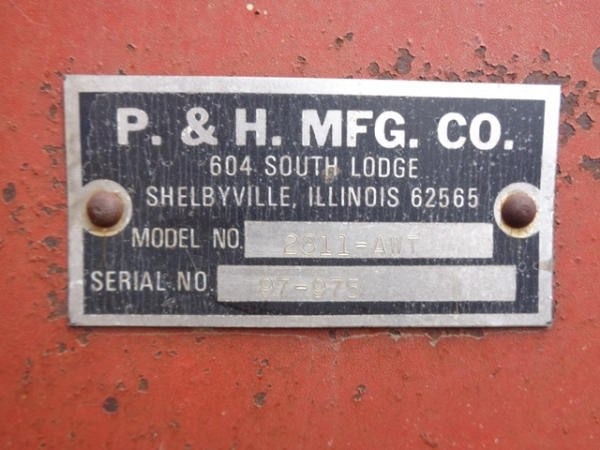 P. & H. MFG. CO.
604 SOUTH LODGE
SHELBYVILLE, ILLINOIS 62565
MODEL NO. 2811-AWT
SERIAL NO. 97-975